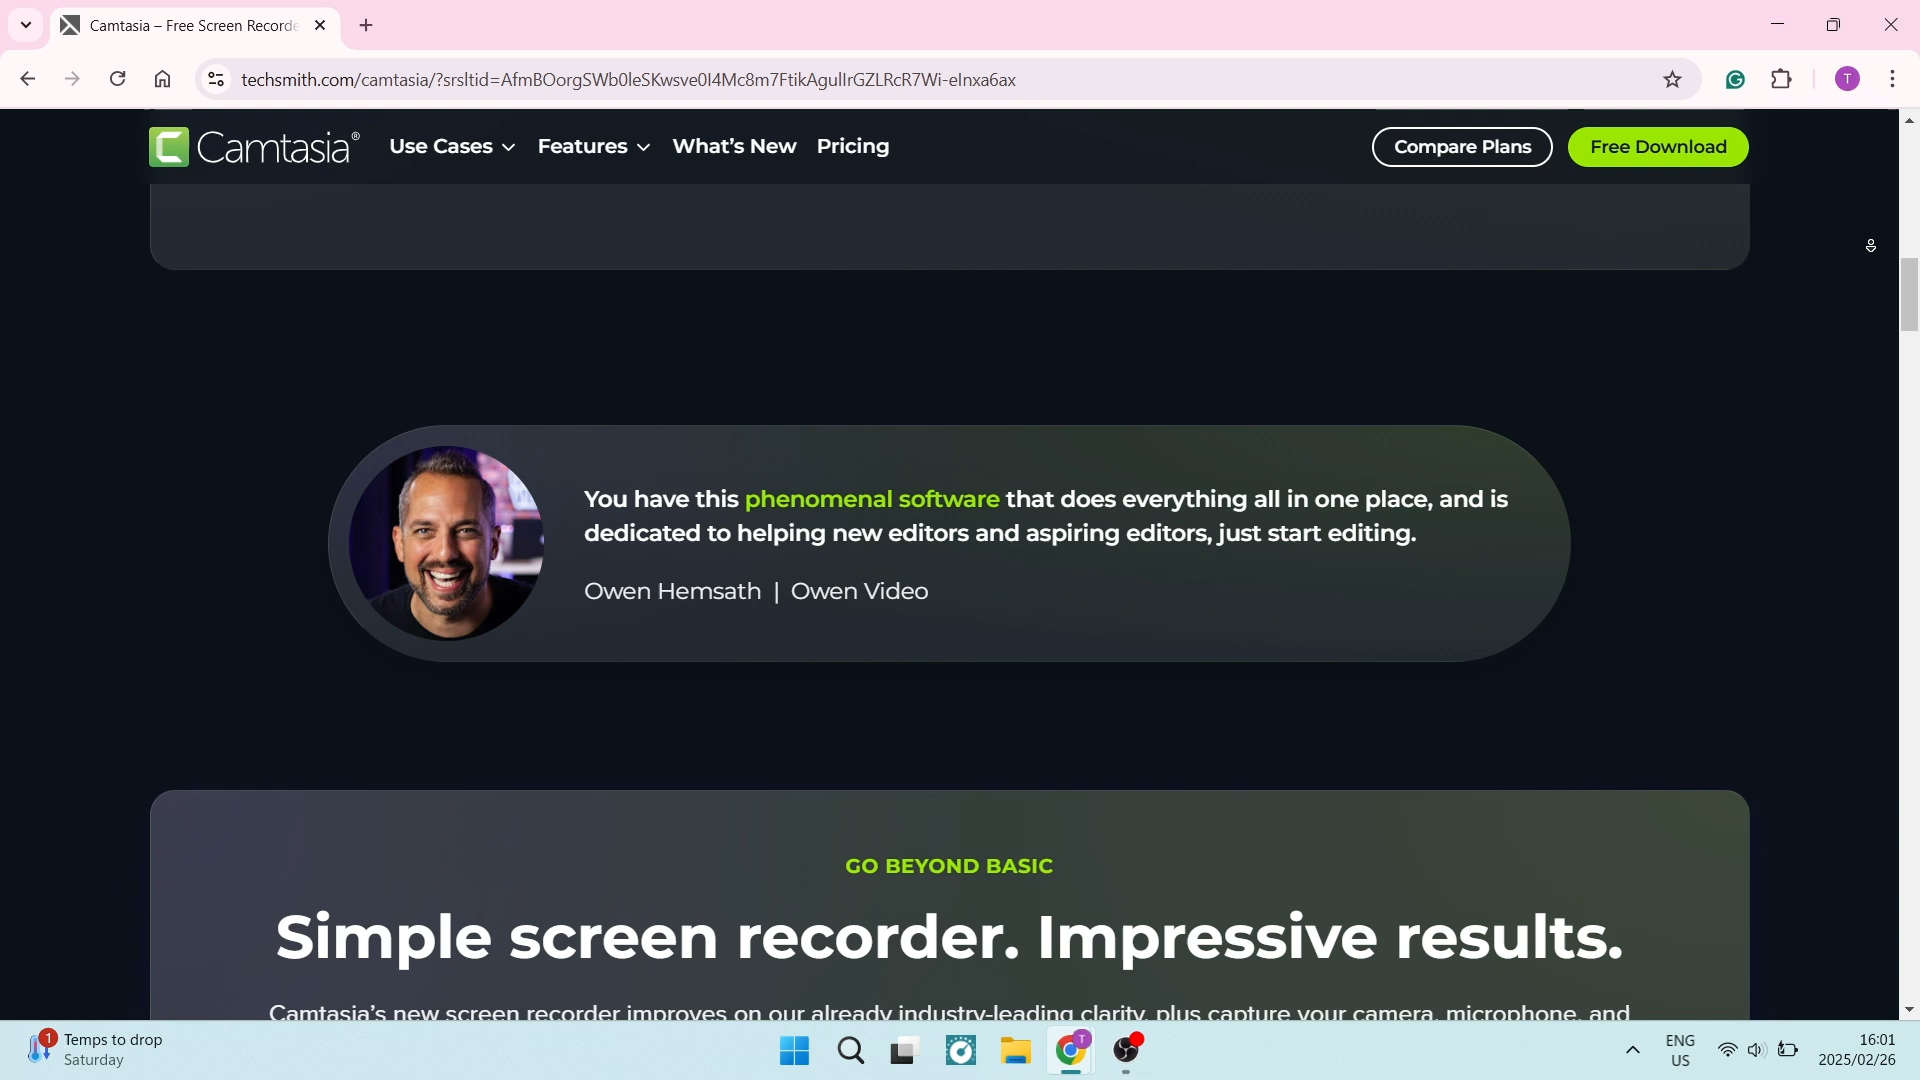 Camtasia – Free Screen Recorde
techsmith.com/camtasia/?srsltid=AfmBOorgSWb0leSKwsve0I4Mc8m7FtikAgulIrGZLRcR7Wi-eInxa6ax
T
Camtasia®
Use Cases
Features
What's New
Pricing
Compare Plans
Free Download
You have this phenomenal software that does everything all in one place, and is
dedicated to helping new editors and aspiring editors, just start editing.
Owen Hemsath | Owen Video
GO BEYOND BASIC
Simple screen recorder. Impressive results.
Camtasia's new screen recorder improves on our already industry-leading clarity, plus capture your camera, microphone, and
1
Temps to drop
Saturday
T
ENG
US
16:01
2025/02/26